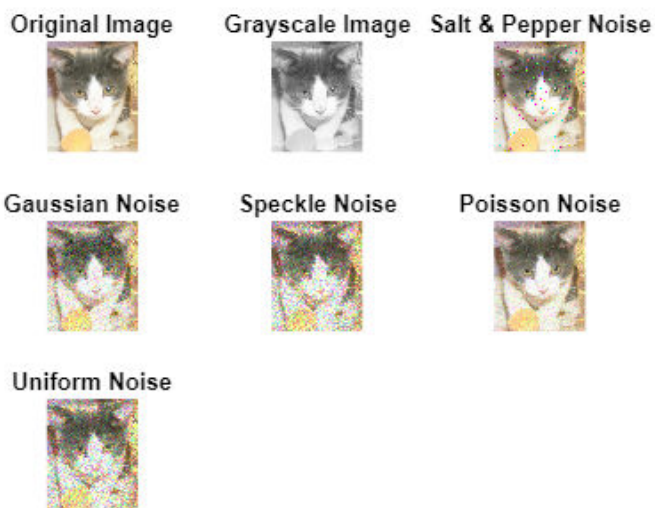 Original Image
Grayscale Image
Salt & Pepper Noise
Gaussian Noise
Speckle Noise
Poisson Noise
Uniform Noise